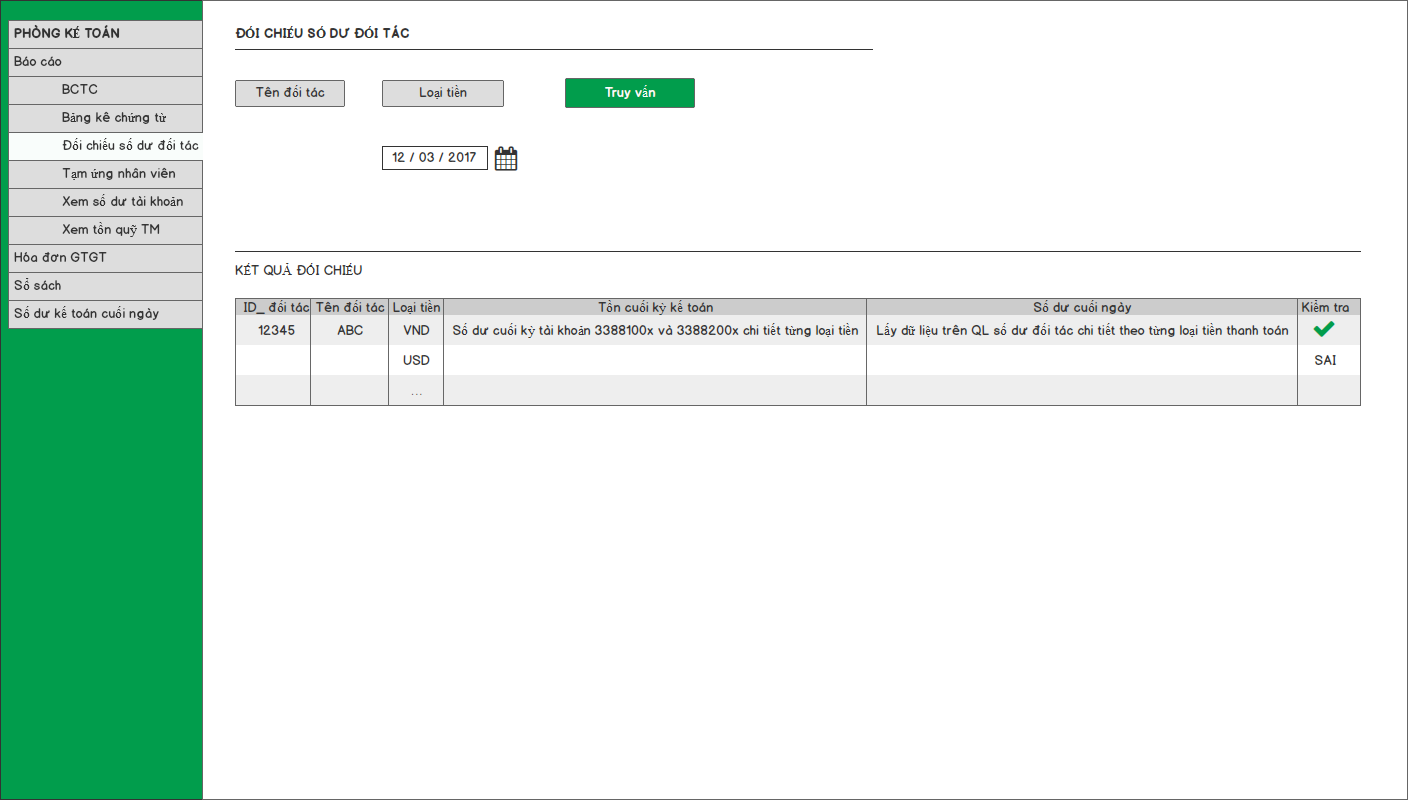 PHÒNG KẾ TOÁN
Báo cáo
BCTC
Bảng kê chứng từ
Đối chiếu số dư đối tác
Tạm ứng nhân viên
Xem số dư tài khoản
Xem tồn quỹ TM
Hóa đơn GTGT
Sổ sách
Số dư kế toán cuối ngày
ĐỐI CHIẾU SỐ DƯ ĐỐI TÁC
Tên đối tác Loại tiền Truy vấn
12 / 03 / 2017
KẾT QUẢ ĐỐI CHIẾU
ID_ đối tác Tên đối tác Loại tiền Tồn cuối kỳ kế toán Số dư cuối ngày Kiểm tra
12345 ABC VND Số dư cuối kỳ tài khoản 3388100x và 3388200x chi tiết từng loại tiền Lấy dữ liệu trên QL số dư đối tác chi tiết theo từng loại tiền thanh toán
USD SAI
...